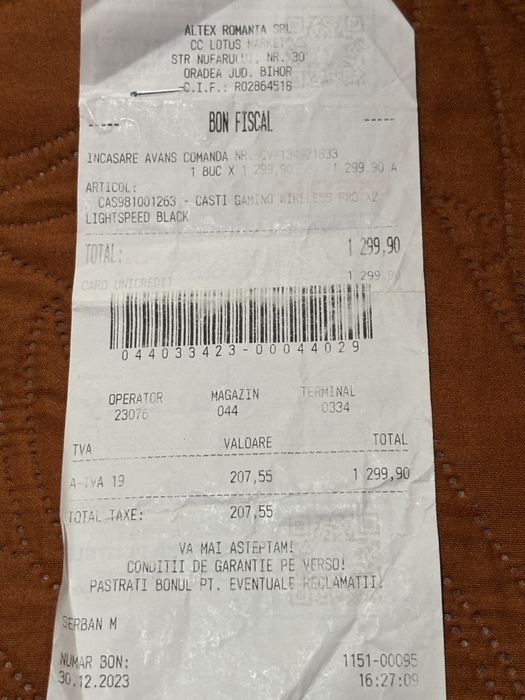 ALTEX ROMANIA SRL
CC LOTUS MARKET
STR NUFARULUI, NR. 30
ORADEA JUD. BIHOR
C.I.F.: RO2864518
----- BON FISCAL -----
INCASARE AVANS COMANDA NR. CV-134921833
1 BUC X 1 299,90 1 299.90 A
ARTICOL:
CAS981001263 - CASTI GAMING WIRELESS PRO X2
LIGHTSPEED BLACK
TOTAL: 1 299,90
CARD UNICREDIT 1 299,90
044033423-00044029
OPERATOR MAGAZIN TERMINAL
23076 044 0334
TVA VALOARE TOTAL
A-TVA 19 207,55 1 299,90
TOTAL TAXE: 207,55
VA MAI ASTEPTAM!
CONDITII DE GARANTIE PE VERSO!
PASTRATI BONUL PT. EVENTUALE RECLAMATII!
SERBAN M
NUMAR BON: 1151-00095
30.12.2023 16:27:09